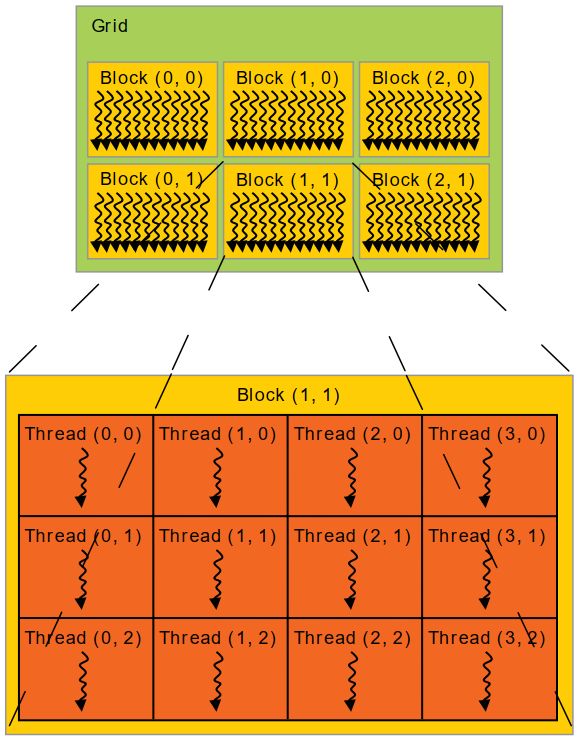 Grid
Block (0, 0) Block (1, 0) Block (2, 0)
Block (0, 1) Block (1, 1) Block (2, 1)
Block (1, 1)
Thread (0, 0) Thread (1, 0) Thread (2, 0) Thread (3, 0)
Thread (0, 1) Thread (1, 1) Thread (2, 1) Thread (3, 1)
Thread (0, 2) Thread (1, 2) Thread (2, 2) Thread (3, 2)